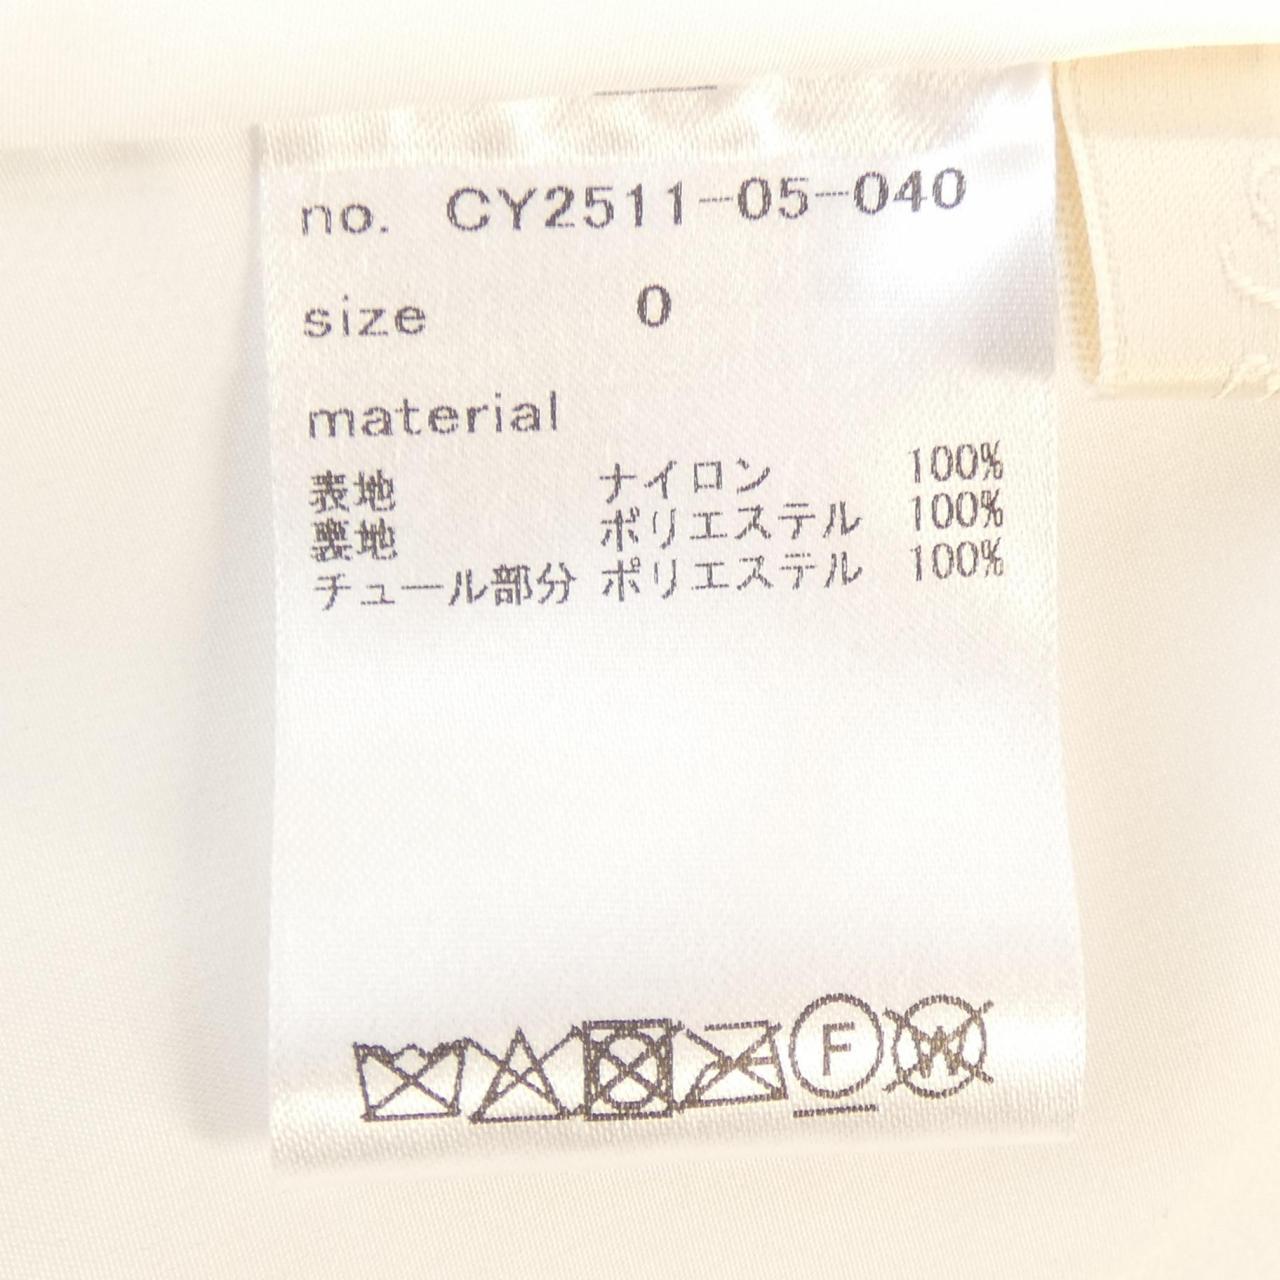 no. CY2511-05-040
size 0
material
表地 ナイロン 100%
裏地 ポリエステル 100%
チュール部分 ポリエステル 100%
F W